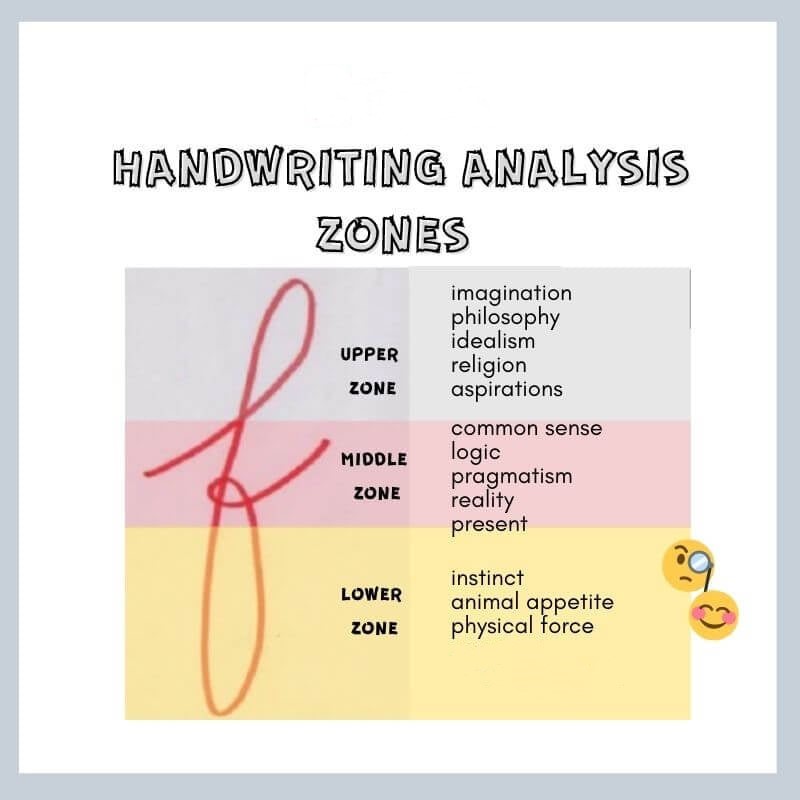 HANDWRITING ANALYSIS
ZONES
UPPER
ZONE
imagination
philosophy
idealism
religion
aspirations
MIDDLE
ZONE
common sense
logic
pragmatism
reality
present
LOWER
ZONE
instinct
animal appetite
physical force
f